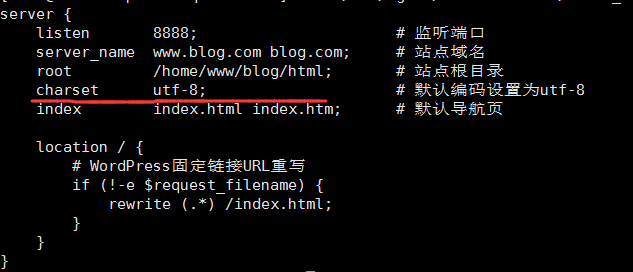 server {
listen 8888; # 监听端口
server_name www.blog.com blog.com; # 站点域名
root /home/www/blog/html; # 站点根目录
charset utf-8; # 默认编码设置为utf-8
index index.html index.htm; # 默认导航页
location / {
# WordPress固定链接URL重写
if (!-e $request_filename) {
rewrite (.*) /index.html;
}
}
}